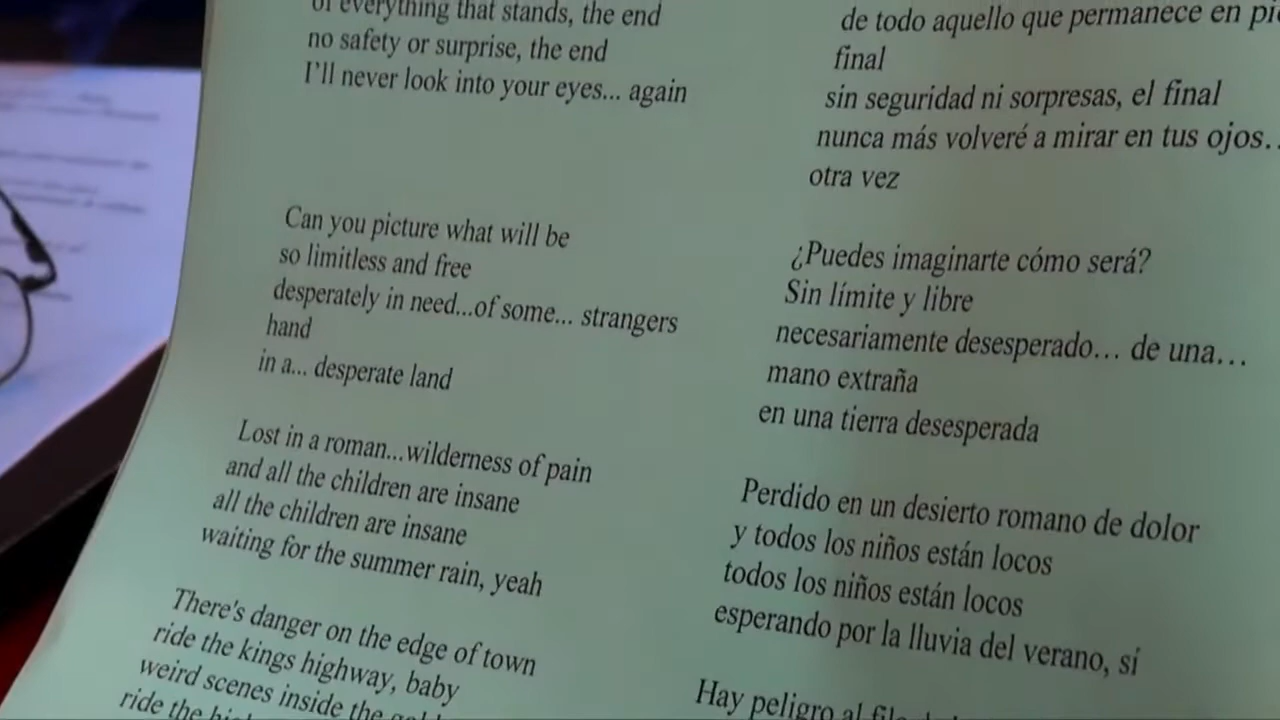 of everything that stands, the end
no safety or surprise, the end
I'll never look into your eyes... again
Can you picture what will be
so limitless and free
desperately in need...of some... strangers
hand
in a... desperate land
Lost in a roman...wilderness of pain
and all the children are insane
all the children are insane
waiting for the summer rain, yeah
There's danger on the edge of town
ride the kings highway, baby
weird scenes inside the
ride the
de todo aquello que permanece en
final
sin seguridad ni sorpresas, el final
nunca más volveré a mirar en tus ojos..
otra vez
¿Puedes imaginarte cómo será?
Sin límite y libre
necesariamente desesperado... de una...
mano extraña
en una tierra desesperada
Perdido en un desierto romano de dolor
y todos los niños están locos
todos los niños están locos
esperando por la lluvia del verano, sí
Hay peligro al